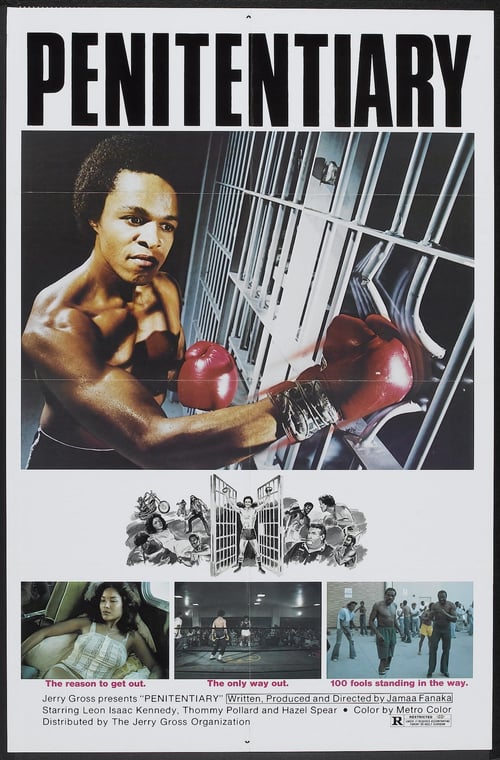 PENITENTIARY
The reason to get out.
The only way out.
100 fools standing in the way.
Jerry Gross presents "PENITENTIARY" Written, Produced and Directed by Jamaa Fanaka
Starring Leon Isaac Kennedy, Thommy Pollard and Hazel Spear • Color by Metro Color
Distributed by The Jerry Gross Organization
R RESTRICTED